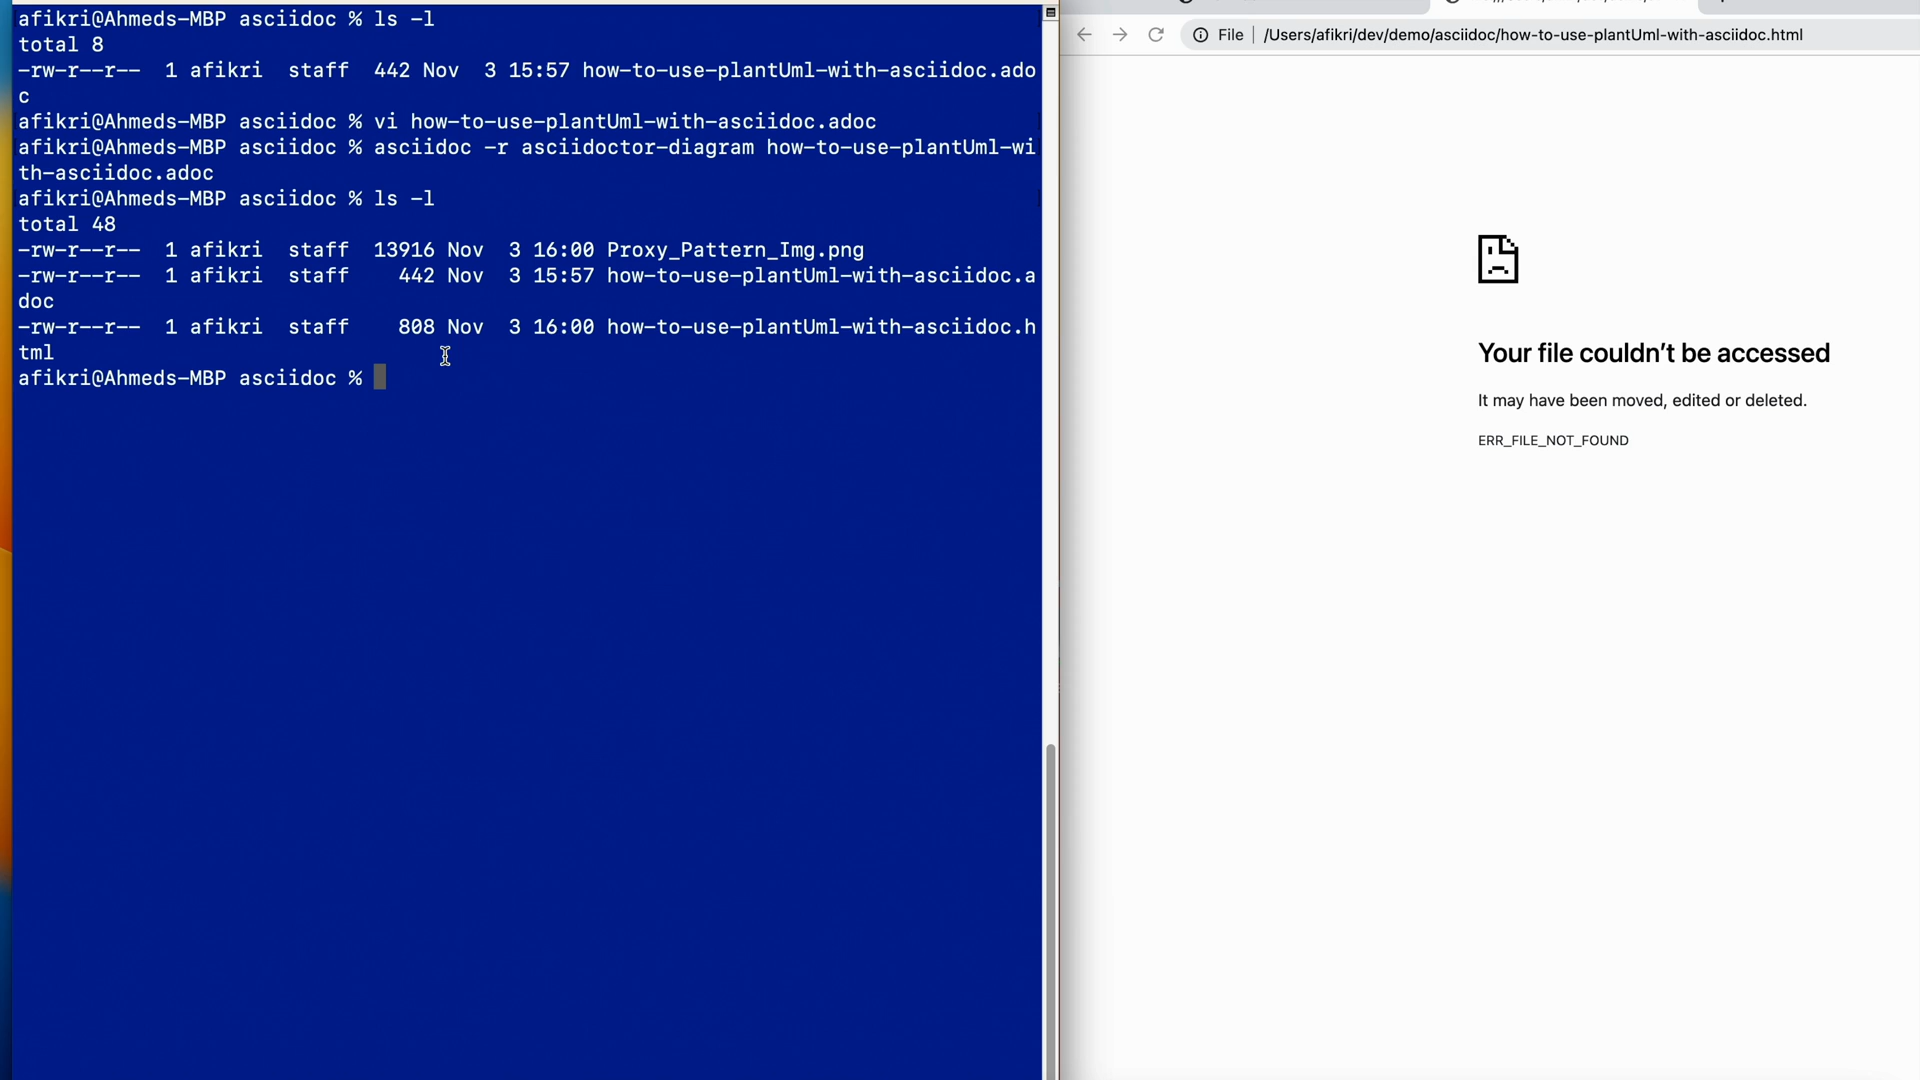 afikri@Ahmeds-MBP asciidoc % ls -l
total 8
-rw-r--r--  1 afikri  staff  442 Nov  3 15:57 how-to-use-plantUml-with-asciidoc.ado
c
afikri@Ahmeds-MBP asciidoc % vi how-to-use-plantUml-with-asciidoc.adoc
afikri@Ahmeds-MBP asciidoc % asciidoc -r asciidoctor-diagram how-to-use-plantUml-wi
th-asciidoc.adoc
afikri@Ahmeds-MBP asciidoc % ls -l
total 48
-rw-r--r--  1 afikri  staff  13916 Nov  3 16:00 Proxy_Pattern_Img.png
-rw-r--r--  1 afikri  staff    442 Nov  3 15:57 how-to-use-plantUml-with-asciidoc.a
doc
-rw-r--r--  1 afikri  staff    808 Nov  3 16:00 how-to-use-plantUml-with-asciidoc.h
tml
afikri@Ahmeds-MBP asciidoc %
File | /Users/afikri/dev/demo/asciidoc/how-to-use-plantUml-with-asciidoc.html
Your file couldn't be accessed
It may have been moved, edited or deleted.
ERR_FILE_NOT_FOUND